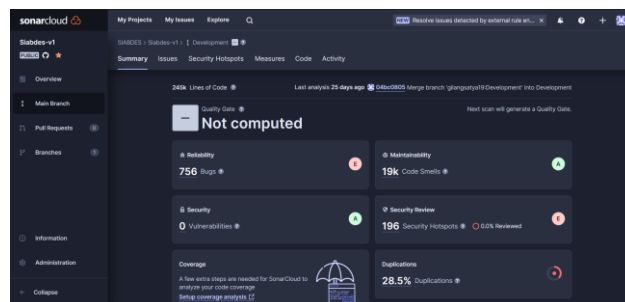 sonarcloud
My Projects
My Issues
Explore
NEW Resolve issues detected by external rule en...
Slabdes-v1
PUBLIC
SIABDES > Slabdes-v1 > Development
Summary
Issues
Security Hotspots
Measures
Code
Activity
Overview
Main Branch
Pull Requests 0
Branches 1
Information
Administration
Collapse
245k Lines of Code
Last analysis 25 days ago 04bc0805 Merge branch 'gilangsatya19:Development' into Development
Quality Gate
Not computed
Next scan will generate a Quality Gate.
Reliability
756 Bugs
E
Maintainability
19k Code Smells
A
Security
0 Vulnerabilities
A
Security Review
196 Security Hotspots
0.0% Reviewed
E
Coverage
A few extra steps are needed for SonarCloud to
analyze your code coverage
Setup coverage analysis
Duplications
28.5% Duplications